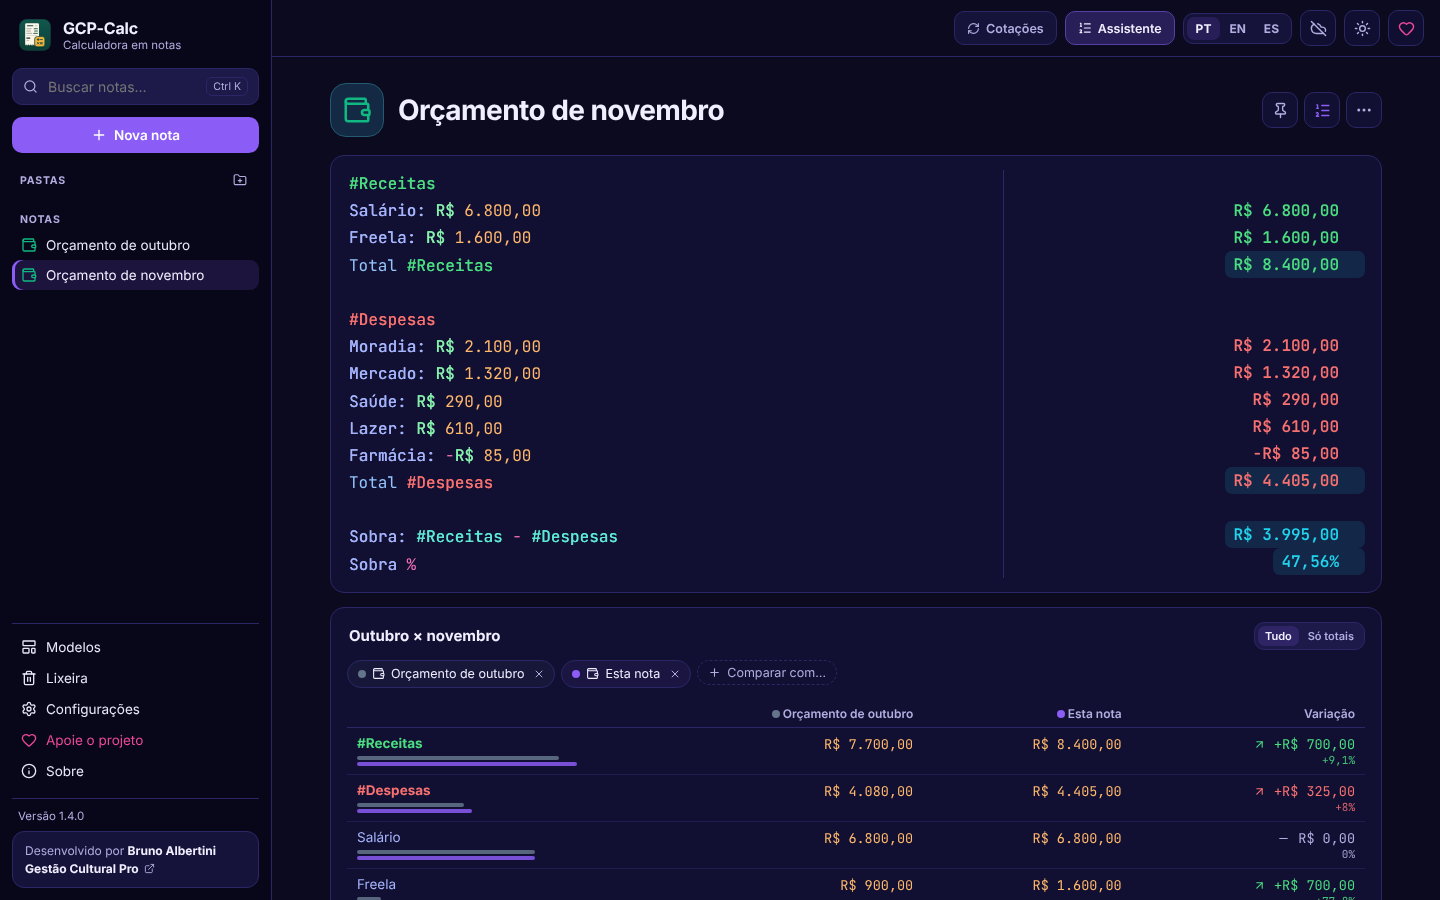 GCP-Calc
Calculadora em notas
Buscar notas...
Ctrl K
Nova nota
PASTAS
NOTAS
Orçamento de outubro
Orçamento de novembro
Modelos
Lixeira
Configurações
Apoie o projeto
Sobre
Versão 1.4.0
Desenvolvido por Bruno Albertini
Gestão Cultural Pro
Cotações
Assistente
PT EN ES
Orçamento de novembro
#Receitas
Salário: R$ 6.800,00 R$ 6.800,00
Freela: R$ 1.600,00 R$ 1.600,00
Total #Receitas R$ 8.400,00
#Despesas
Moradia: R$ 2.100,00 R$ 2.100,00
Mercado: R$ 1.320,00 R$ 1.320,00
Saúde: R$ 290,00 R$ 290,00
Lazer: R$ 610,00 R$ 610,00
Farmácia: -R$ 85,00 -R$ 85,00
Total #Despesas R$ 4.405,00
Sobra: #Receitas - #Despesas R$ 3.995,00
Sobra % 47,56%
Outubro × novembro
Tudo Só totais
Orçamento de outubro
Esta nota
Comparar com...
Orçamento de outubro Esta nota Variação
#Receitas R$ 7.700,00 R$ 8.400,00 +R$ 700,00
+9,1%
#Despesas R$ 4.080,00 R$ 4.405,00 +R$ 325,00
+8%
Salário R$ 6.800,00 R$ 6.800,00 — R$ 0,00
0%
Freela R$ 900,00 R$ 1.600,00 +R$ 700,00